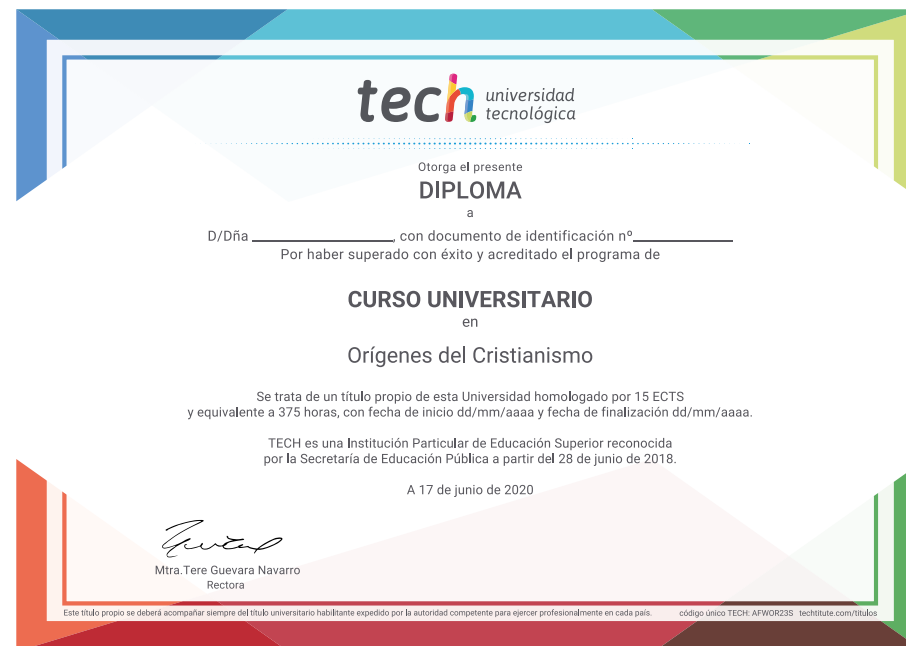 tech universidad
tecnológica
Otorga el presente
DIPLOMA
a
D/Dña ____________________, con documento de identificación nº______________
Por haber superado con éxito y acreditado el programa de
CURSO UNIVERSITARIO
en
Orígenes del Cristianismo
Se trata de un título propio de esta Universidad homologado por 15 ECTS
y equivalente a 375 horas, con fecha de inicio dd/mm/aaaa y fecha de finalización dd/mm/aaaa.
TECH es una Institución Particular de Educación Superior reconocida
por la Secretaría de Educación Pública a partir del 28 de junio de 2018.
A 17 de junio de 2020
Mtra.Tere Guevara Navarro
Rectora
Este título propio se deberá acompañar siempre del título universitario habilitante expedido por la autoridad competente para ejercer profesionalmente en cada país. código único TECH: AFWOR23S techtitute.com/titulos